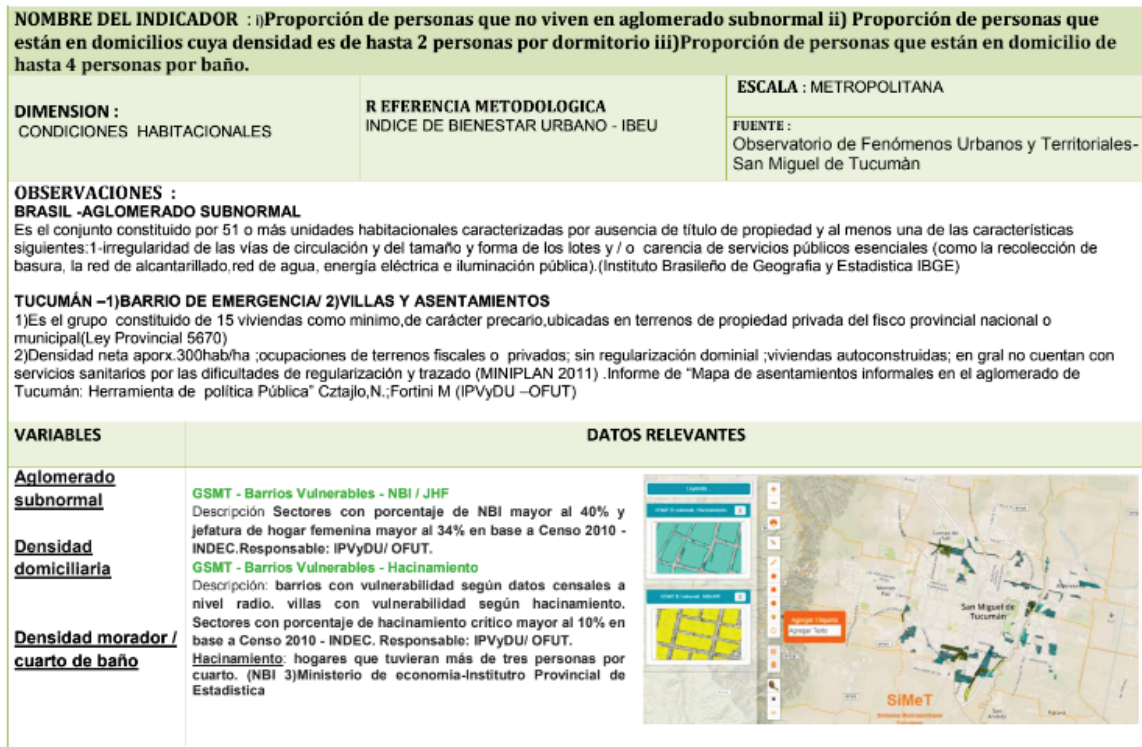 NOMBRE DEL INDICADOR : i)Proporción de personas que no viven en aglomerado subnormal ii) Proporción de personas que
están en domicilios cuya densidad es de hasta 2 personas por dormitorio iii)Proporción de personas que están en domicilio de
hasta 4 personas por baño.
DIMENSION :
CONDICIONES HABITACIONALES
R EFERENCIA METODOLOGICA
INDICE DE BIENESTAR URBANO - IBEU
ESCALA : METROPOLITANA
FUENTE :
Observatorio de Fenómenos Urbanos y Territoriales-
San Miguel de Tucumàn
OBSERVACIONES :
BRASIL -AGLOMERADO SUBNORMAL
Es el conjunto constituido por 51 o más unidades habitacionales caracterizadas por ausencia de título de propiedad y al menos una de las características
siguientes:1-irregularidad de las vías de circulación y del tamaño y forma de los lotes y / o carencia de servicios públicos esenciales (como la recolección de
basura, la red de alcantarillado,red de agua, energía eléctrica e iluminación pública).(Instituto Brasileño de Geografia y Estadistica IBGE)
TUCUMÁN –1)BARRIO DE EMERGENCIA/ 2)VILLAS Y ASENTAMIENTOS
1)Es el grupo constituido de 15 viviendas como minimo,de carácter precario,ubicadas en terrenos de propiedad privada del fisco provincial nacional o
municipal(Ley Provincial 5670)
2)Densidad neta aporx.300hab/ha ;ocupaciones de terrenos fiscales o privados; sin regularización dominial ;viviendas autoconstruidas; en gral no cuentan con
servicios sanitarios por las dificultades de regularización y trazado (MINIPLAN 2011) .Informe de “Mapa de asentamientos informales en el aglomerado de
Tucumán: Herramienta de política Pública” Cztajlo,N.;Fortini M (IPVyDU –OFUT)
VARIABLES
DATOS RELEVANTES
Aglomerado
subnormal
Densidad
domiciliaria
Densidad morador /
cuarto de baño
GSMT - Barrios Vulnerables - NBI / JHF
Descripción Sectores con porcentaje de NBI mayor al 40% y
jefatura de hogar femenina mayor al 34% en base a Censo 2010 -
INDEC.Responsable: IPVyDU/ OFUT.
GSMT - Barrios Vulnerables - Hacinamiento
Descripción: barrios con vulnerabilidad según datos censales a
nivel radio. villas con vulnerabilidad según hacinamiento.
Sectores con porcentaje de hacinamiento crítico mayor al 10% en
base a Censo 2010 - INDEC. Responsable: IPVyDU/ OFUT.
Hacinamiento: hogares que tuvieran más de tres personas por
cuarto. (NBI 3)Ministerio de economia-Institutro Provincial de
Estadistica
Agregar Texto
San Miguel de
Tucumán
SiMeT